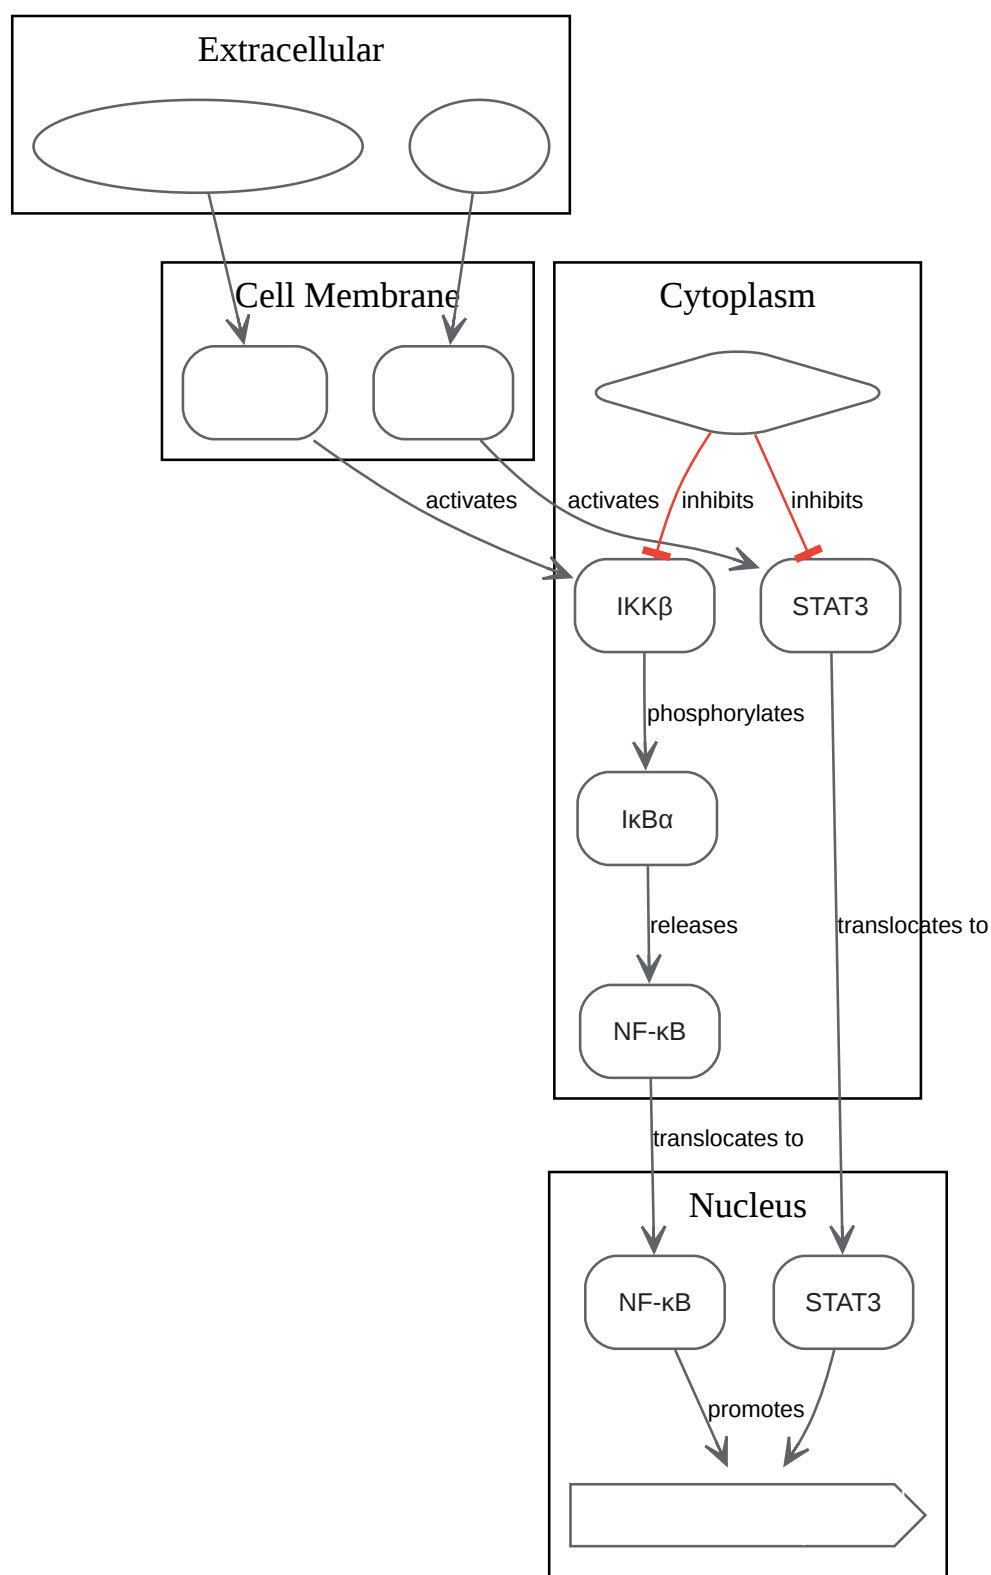 Extracellular
Cell Membrane
Cytoplasm
activates
activates
inhibits
inhibits
IKKβ
STAT3
phosphorylates
IκBα
releases
translocates to
NF-κB
translocates to
Nucleus
NF-κB
STAT3
promotes